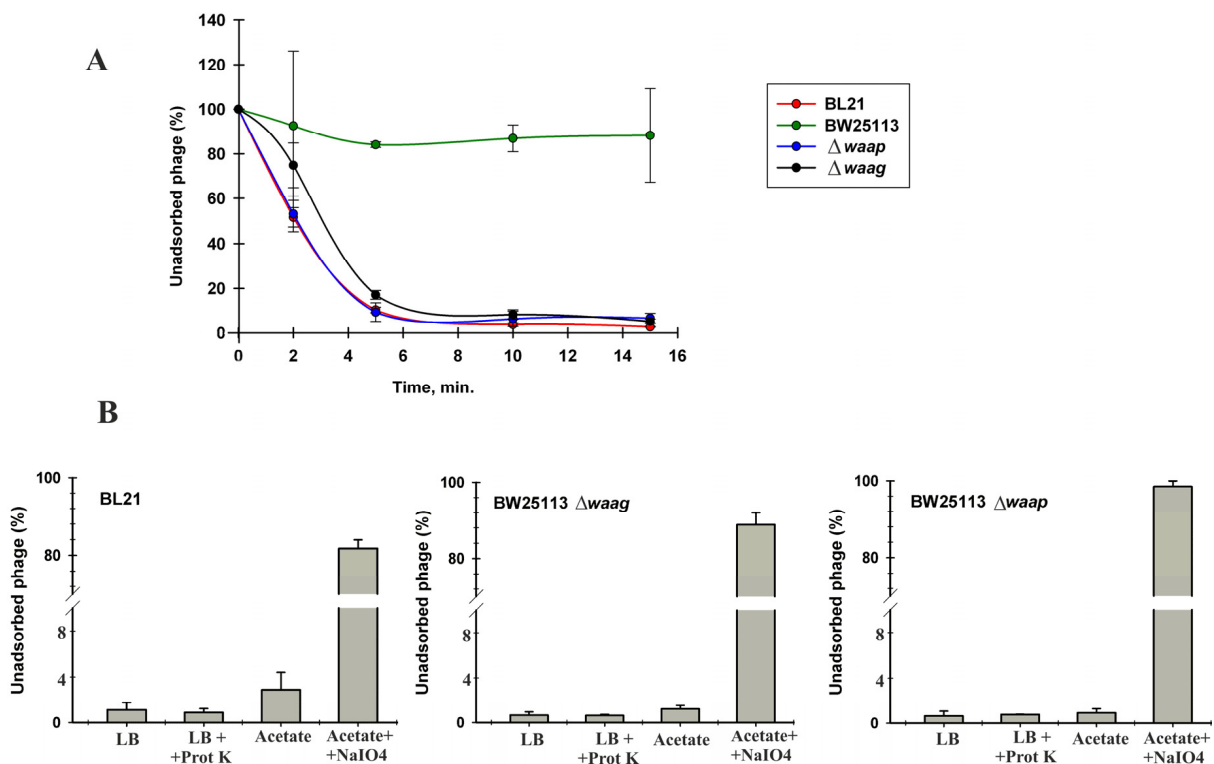 A
Unadsorbed phage (%)
140
120
100
80
60
40
20
0
0
2
4
6
8
10
12
14
16
Time, min.
BL21
BW25113
Δ waap
Δ waag
B
Unadsorbed phage (%)
100
80
8
4
0
BL21
LB
LB +
+Prot K
Acetate
Acetate+
+NaIO4
Unadsorbed phage (%)
100
80
8
4
0
BW25113 Δwaag
LB
LB +
+Prot K
Acetate
Acetate+
+NaIO4
Unadsorbed phage (%)
100
80
8
4
0
BW25113 Δwaap
LB
LB +
+Prot K
Acetate
Acetate+
+NaIO4